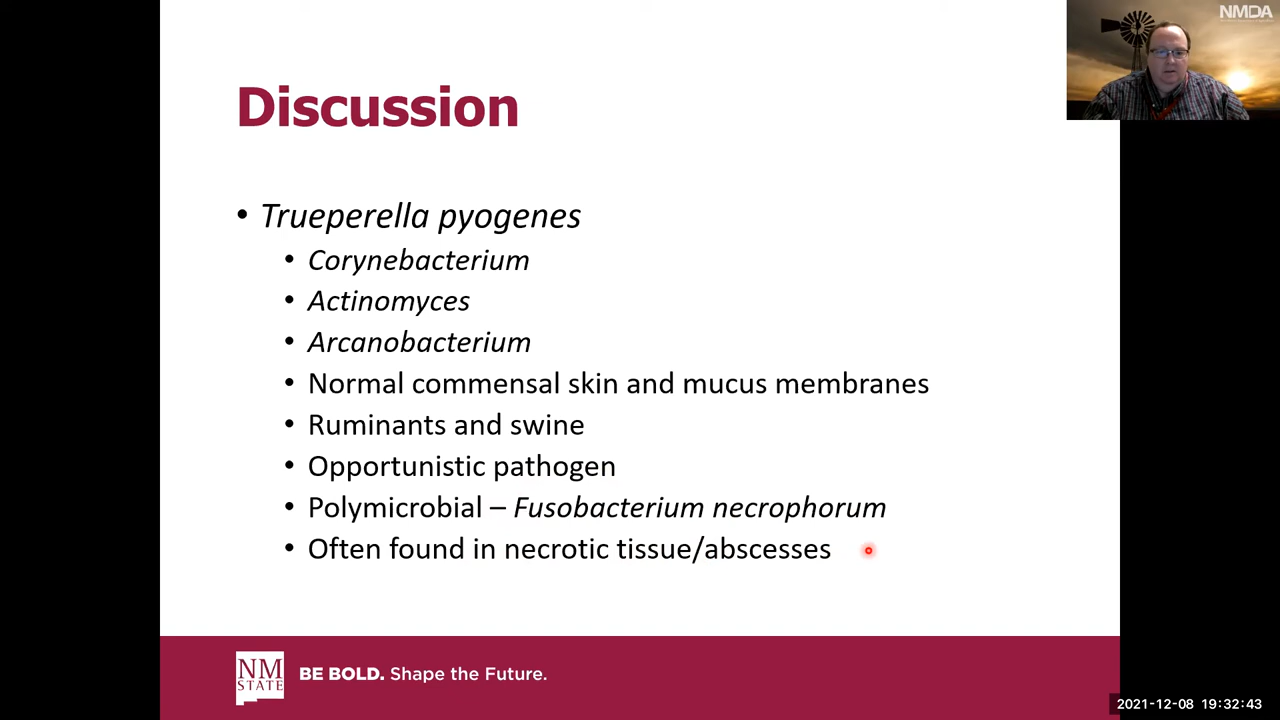 NMDA
Discussion
• Trueperella pyogenes
• Corynebacterium
• Actinomyces
• Arcanobacterium
• Normal commensal skin and mucus membranes
• Ruminants and swine
• Opportunistic pathogen
• Polymicrobial – Fusobacterium necrophorum
• Often found in necrotic tissue/abscesses
NM
STATE
BE BOLD. Shape the Future.
2021-12-08 19:32:43